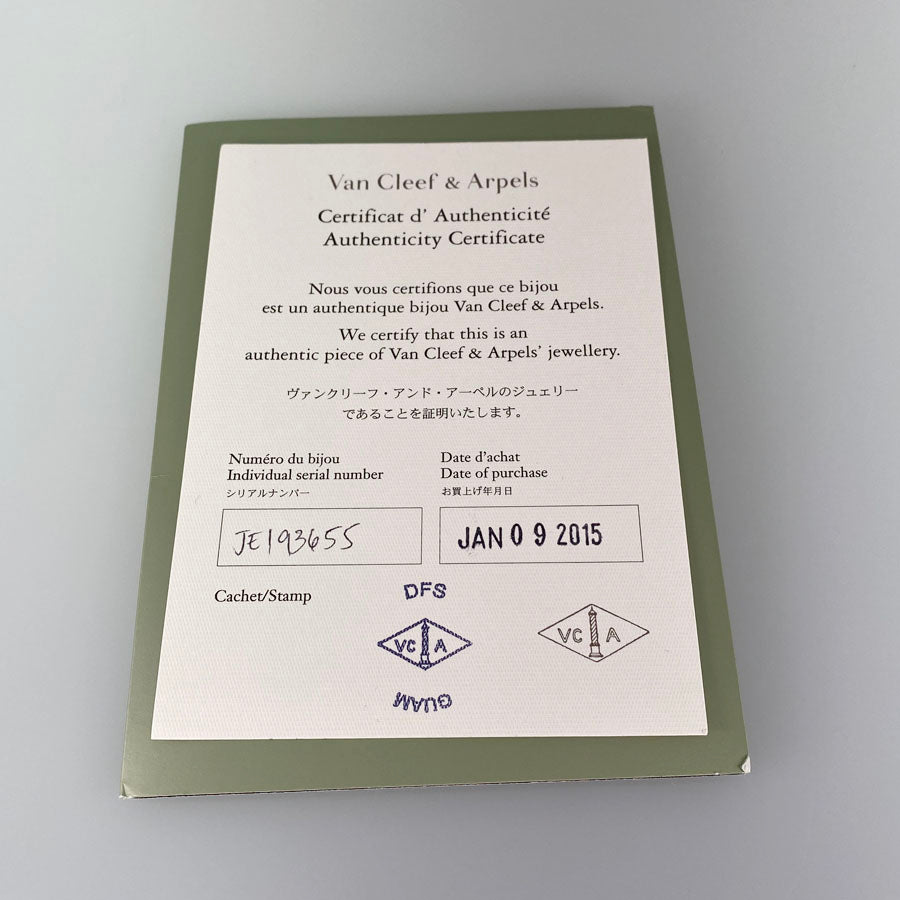 Van Cleef & Arpels
Certificat d' Authenticité
Authenticity Certificate
Nous vous certifions que ce bijou
est un authentique bijou Van Cleef & Arpels.
We certify that this is an
authentic piece of Van Cleef & Arpels' jewellery.
ヴァンクリーフ・アンド・アーペルのジュエリー
であることを証明いたします。
Numéro du bijou
Individual serial number
シリアルナンバー
JE193655
Date d'achat
Date of purchase
お買上げ年月日
JAN 09 2015
Cachet/Stamp
DFS
VC A
GUAM
VC A